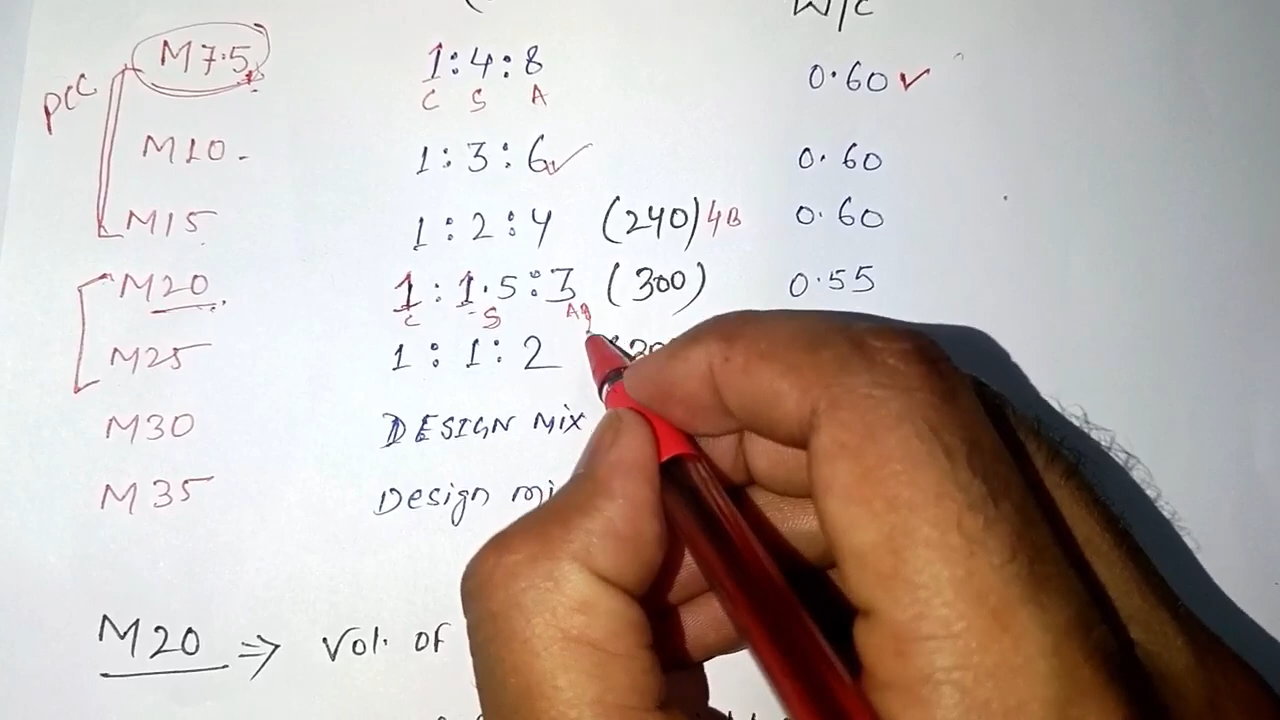 W/C
PCC M7.5 1:4:8 0.60 ✓
C S A
M10. 1:3:6 ✓ 0.60
M15 1:2:4 (240) 4B 0.60
M20 1:1.5:3 (300) 0.55
C S Ag
M25 1:1:2
M30 DESIGN MIX
M35 Design mi
M20 ⇒ Vol. of